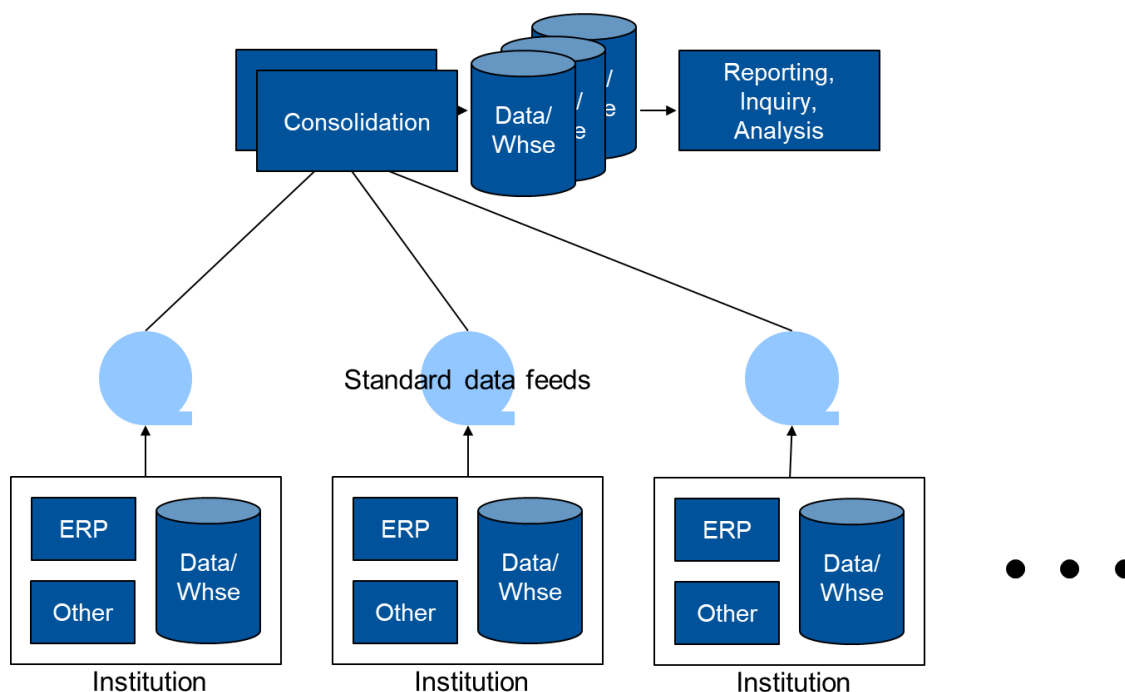 Consolidation
Data/
Whse
/
e
/
e
Reporting,
Inquiry,
Analysis
Standard data feeds
ERP
Other
Data/
Whse
Institution
ERP
Other
Data/
Whse
Institution
ERP
Other
Data/
Whse
Institution